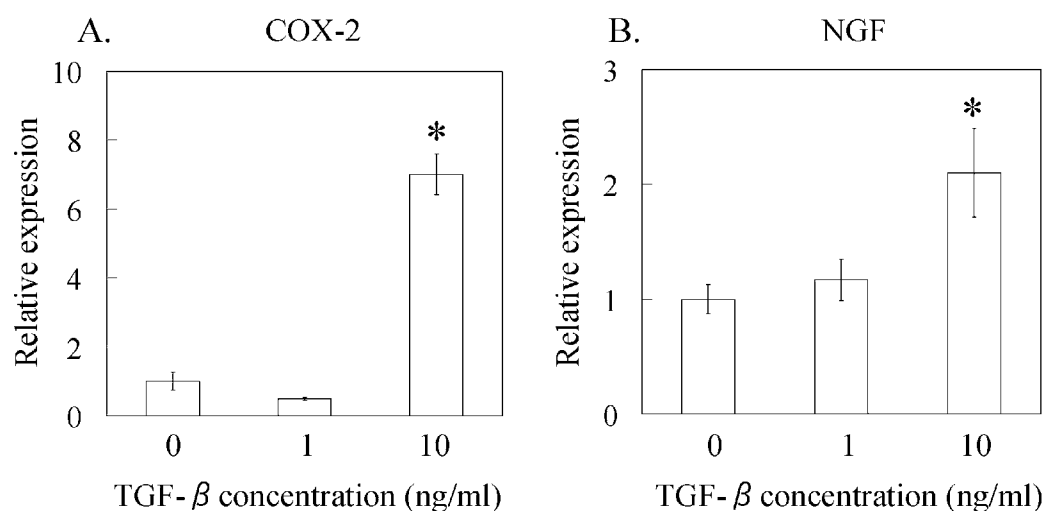 A. COX-2
Relative expression
10
8
6
4
2
0
*
0 1 10
TGF-β concentration (ng/ml)
B. NGF
Relative expression
3
2
1
0
*
0 1 10
TGF-β concentration (ng/ml)